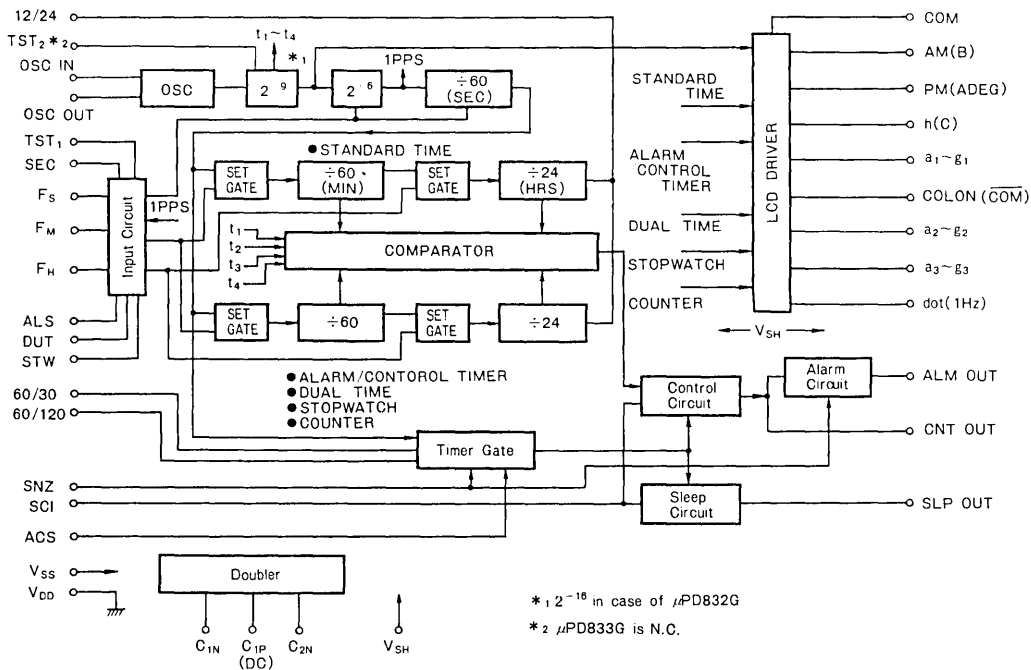 12/24
TST₂ *₂
OSC IN
OSC OUT
OSC
t₁~t₄
*₁
2⁻⁹
2⁻⁶
1PPS
÷60
(SEC)
TST₁
SEC
FS
FM
FH
ALS
DUT
STW
Input Circuit
1PPS
● STANDARD TIME
SET
GATE
÷60
(MIN)
SET
GATE
÷24
(HRS)
t₁
t₂
t₃
t₄
COMPARATOR
SET
GATE
÷60
SET
GATE
÷24
● ALARM/CONTOROL TIMER
● DUAL TIME
● STOPWATCH
● COUNTER
STANDARD
TIME
ALARM
CONTROL
TIMER
DUAL TIME
STOPWATCH
COUNTER
LCD DRIVER
VSH
COM
AM(B)
PM(ADEG)
h(C)
a₁~g₁
COLON (C̅O̅M̅)
a₂~g₂
a₃~g₃
dot(1Hz)
60/30
60/120
SNZ
SCI
ACS
Timer Gate
Control
Circuit
Alarm
Circuit
Sleep
Circuit
ALM OUT
CNT OUT
SLP OUT
VSS
VDD
Doubler
C1N
C1P
(DC)
C2N
VSH
*₁ 2⁻¹⁶ in case of μPD832G
*₂ μPD833G is N.C.